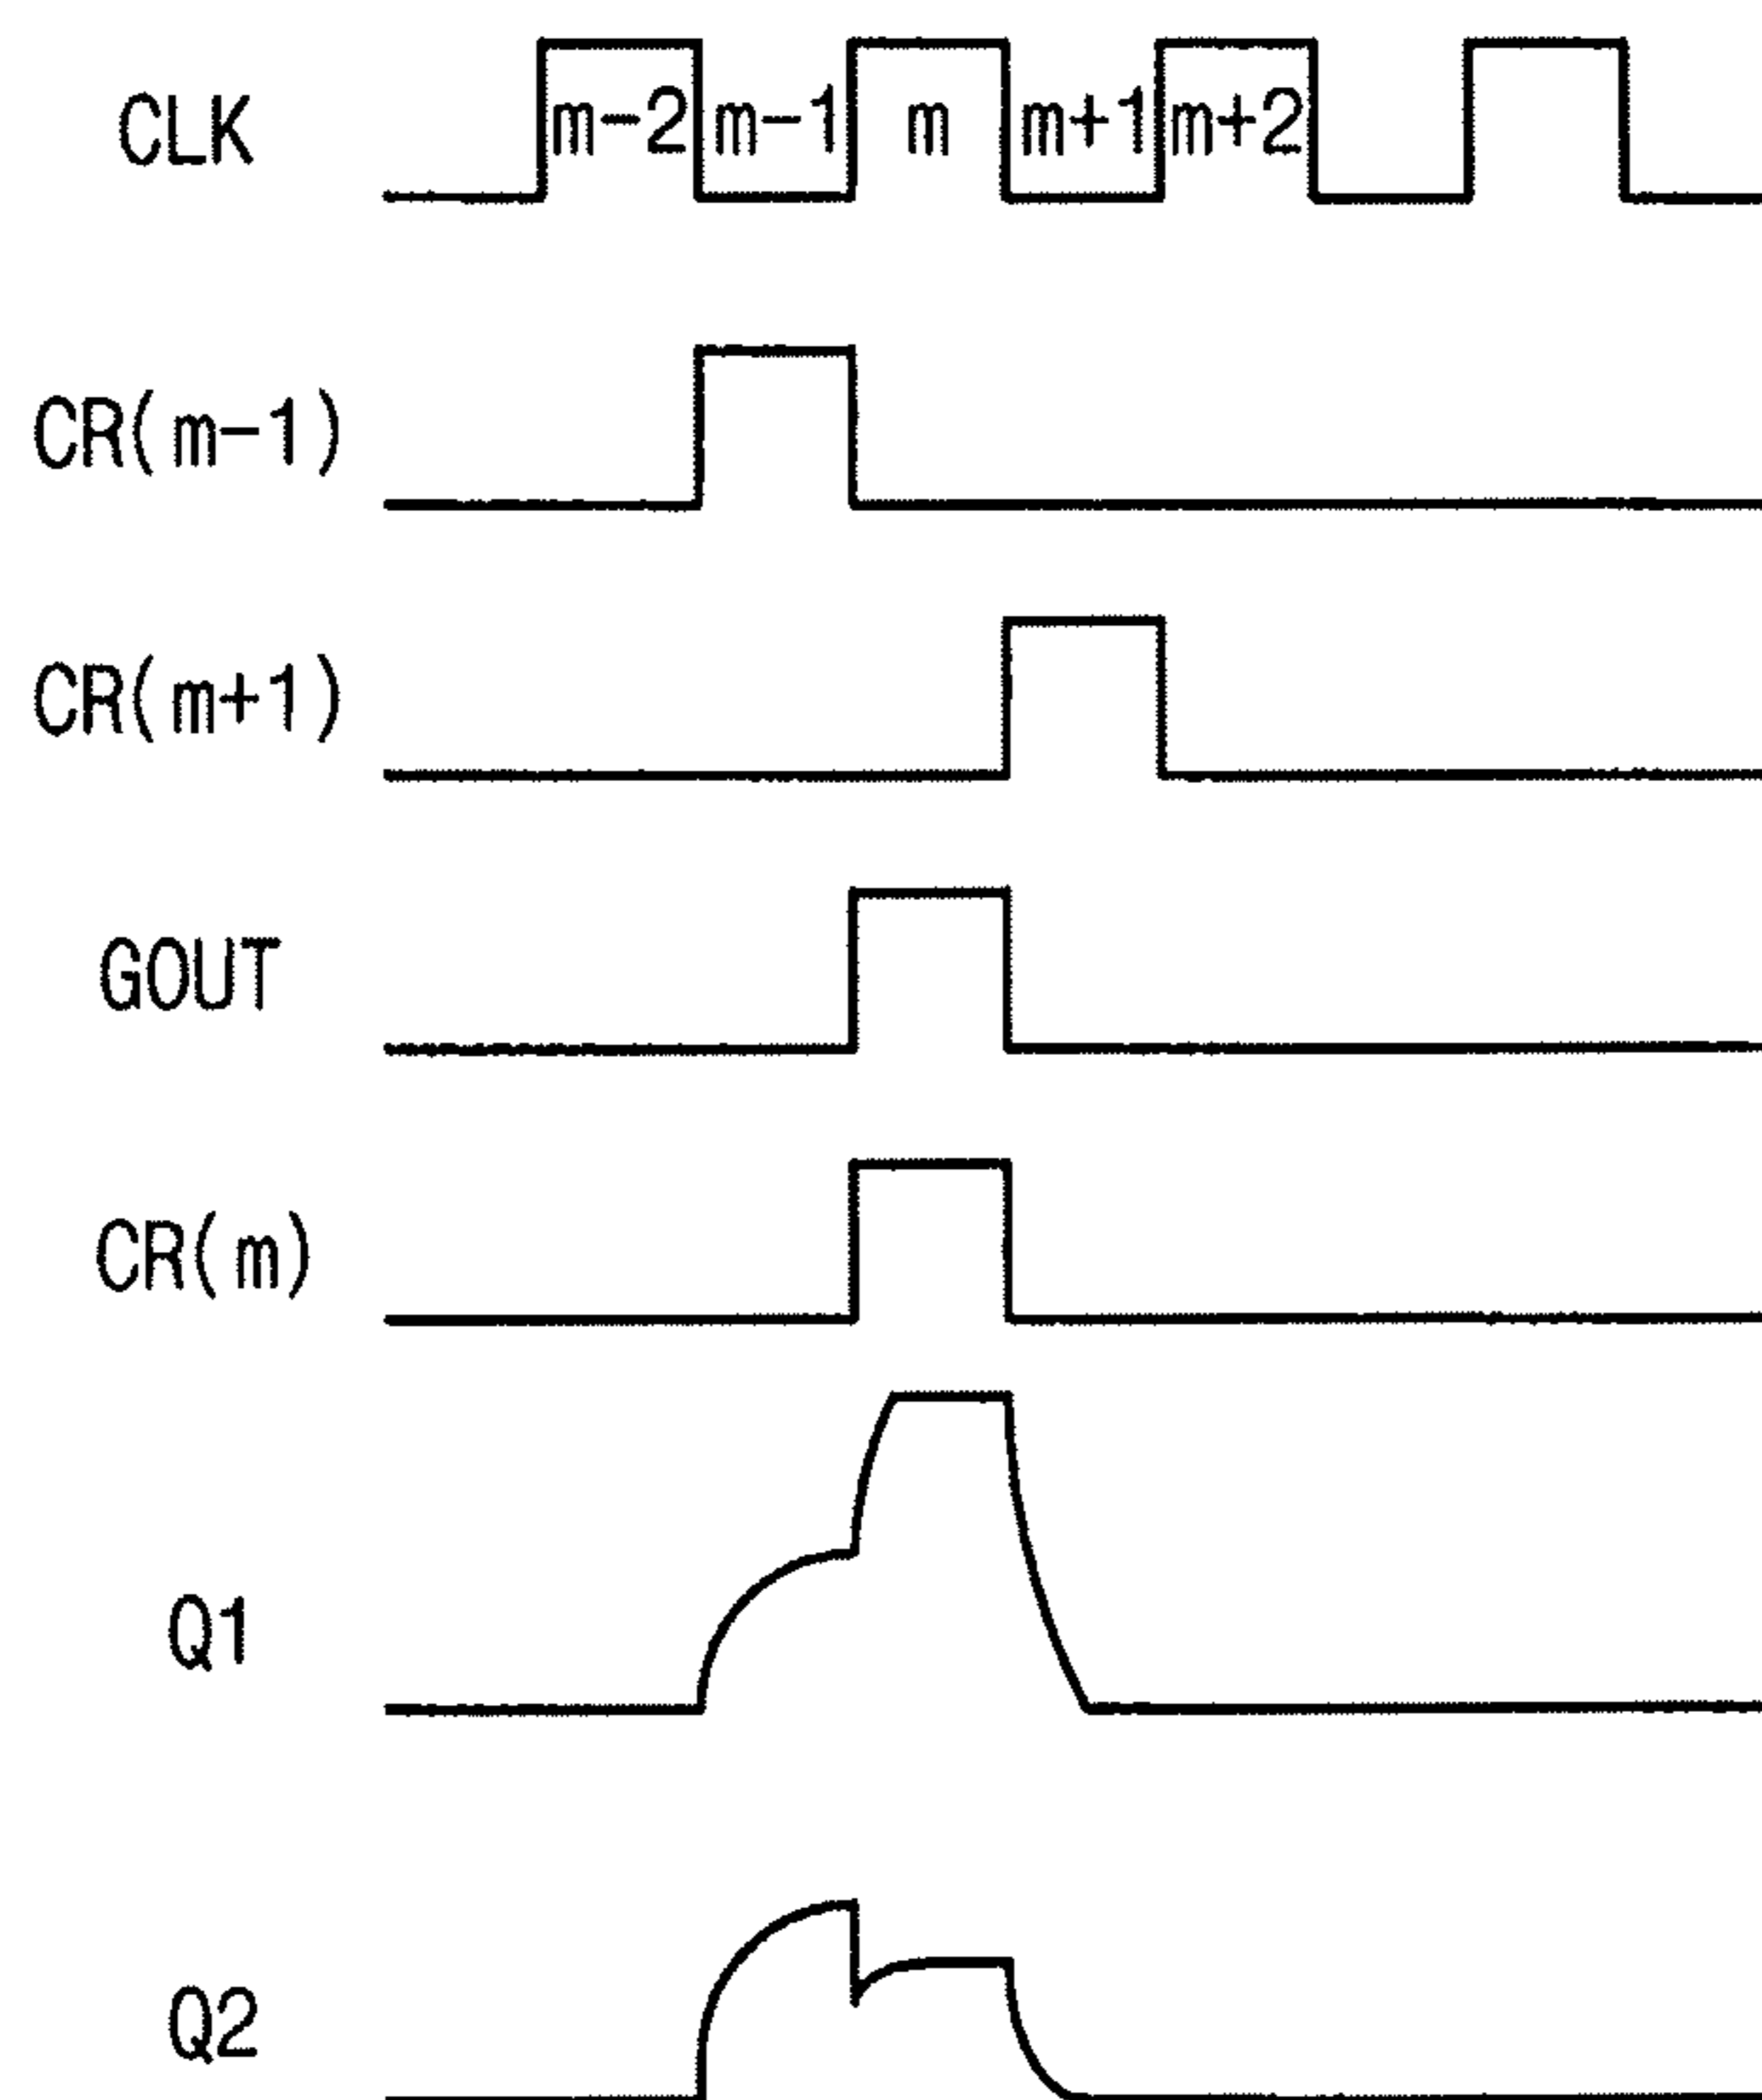 CLK
m-2 m-1 m m+1 m+2
CR(m-1)
CR(m+1)
GOUT
CR(m)
Q1
Q2